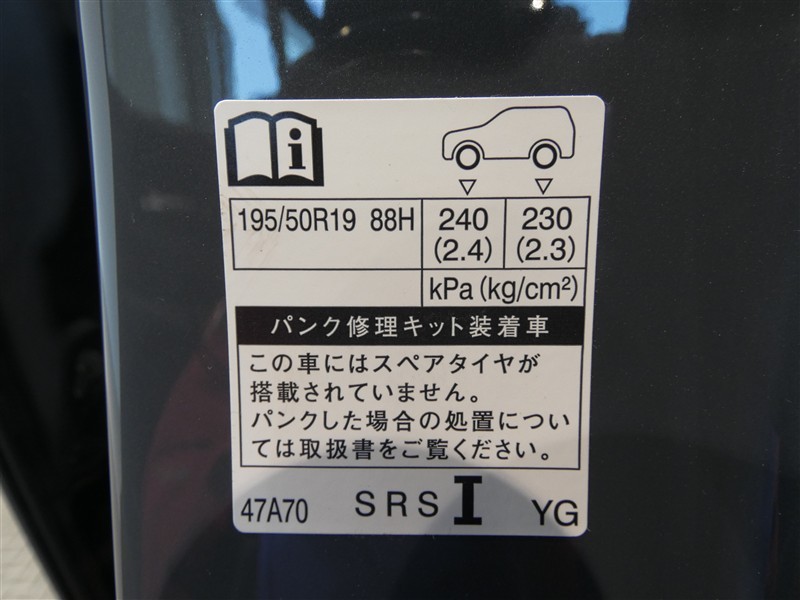 i
195/50R19 88H 240 230
(2.4) (2.3)
kPa (kg/cm²)
パンク修理キット装着車
この車にはスペアタイヤが
搭載されていません。
パンクした場合の処置につい
ては取扱書をご覧ください。
47A70 SRS I YG